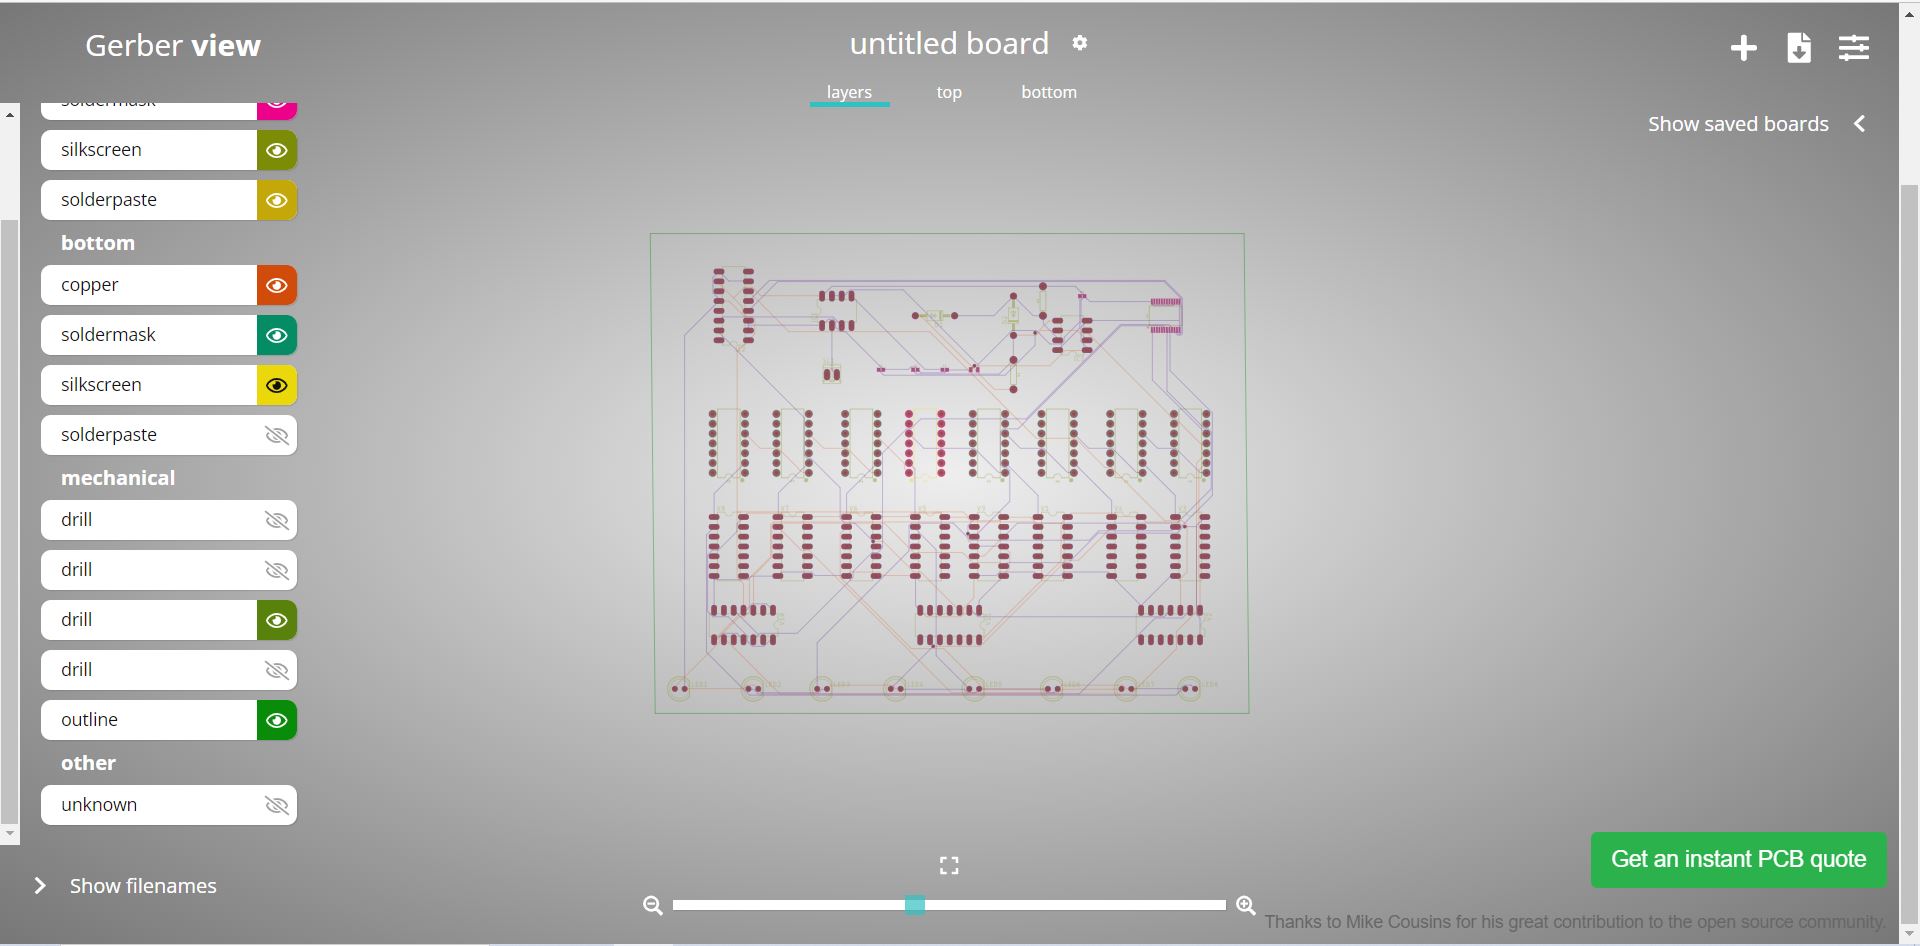 Gerber view
untitled board
layers
top
bottom
Show saved boards
silkscreen
solderpaste
bottom
copper
soldermask
silkscreen
solderpaste
mechanical
drill
drill
drill
drill
outline
other
unknown
Show filenames
Get an instant PCB quote
Thanks to Mike Cousins for his great contribution to the open source community.